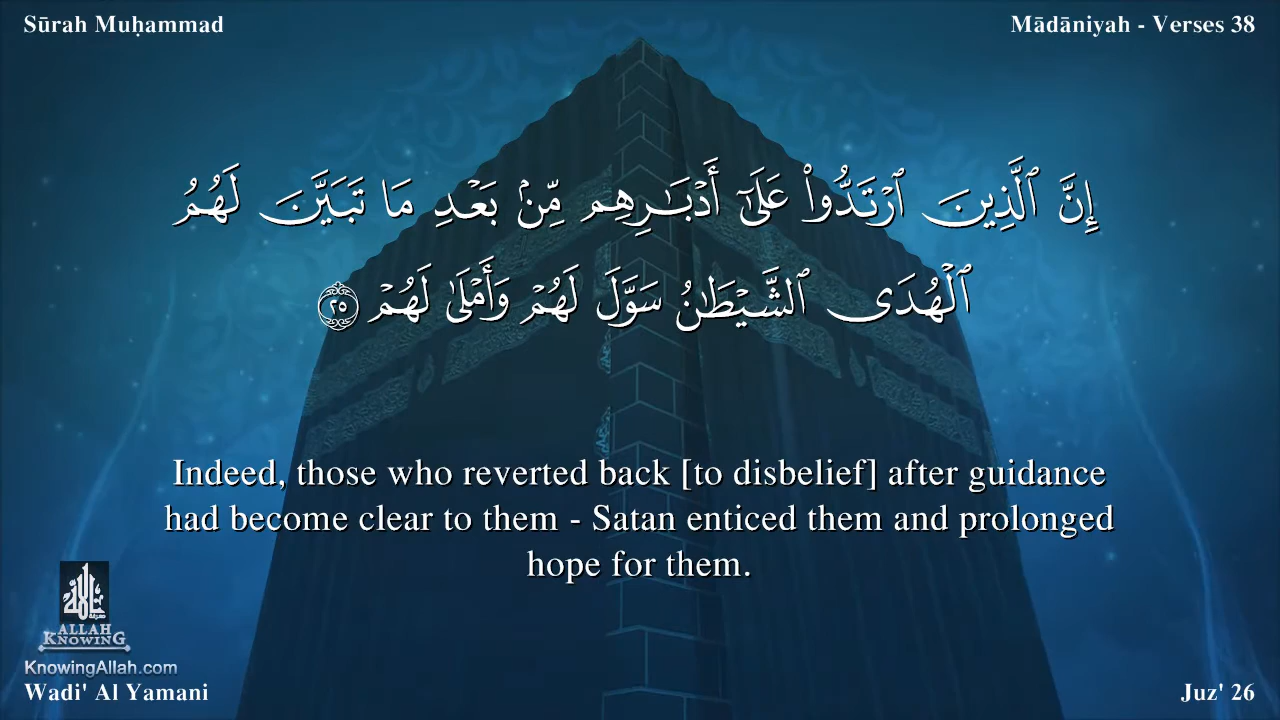 Sūrah Muḥammad
Mādāniyah - Verses 38
إِنَّ ٱلَّذِينَ ٱرْتَدُّوا۟ عَلَىٰٓ أَدْبَـٰرِهِم مِّنۢ بَعْدِ مَا تَبَيَّنَ لَهُمُ
ٱلْهُدَى ٱلشَّيْطَـٰنُ سَوَّلَ لَهُمْ وَأَمْلَىٰ لَهُمْ ٢٥
Indeed, those who reverted back [to disbelief] after guidance
had become clear to them - Satan enticed them and prolonged
hope for them.
ALLAH
KNOWING
KnowingAllah.com
Wadi' Al Yamani
Juz' 26